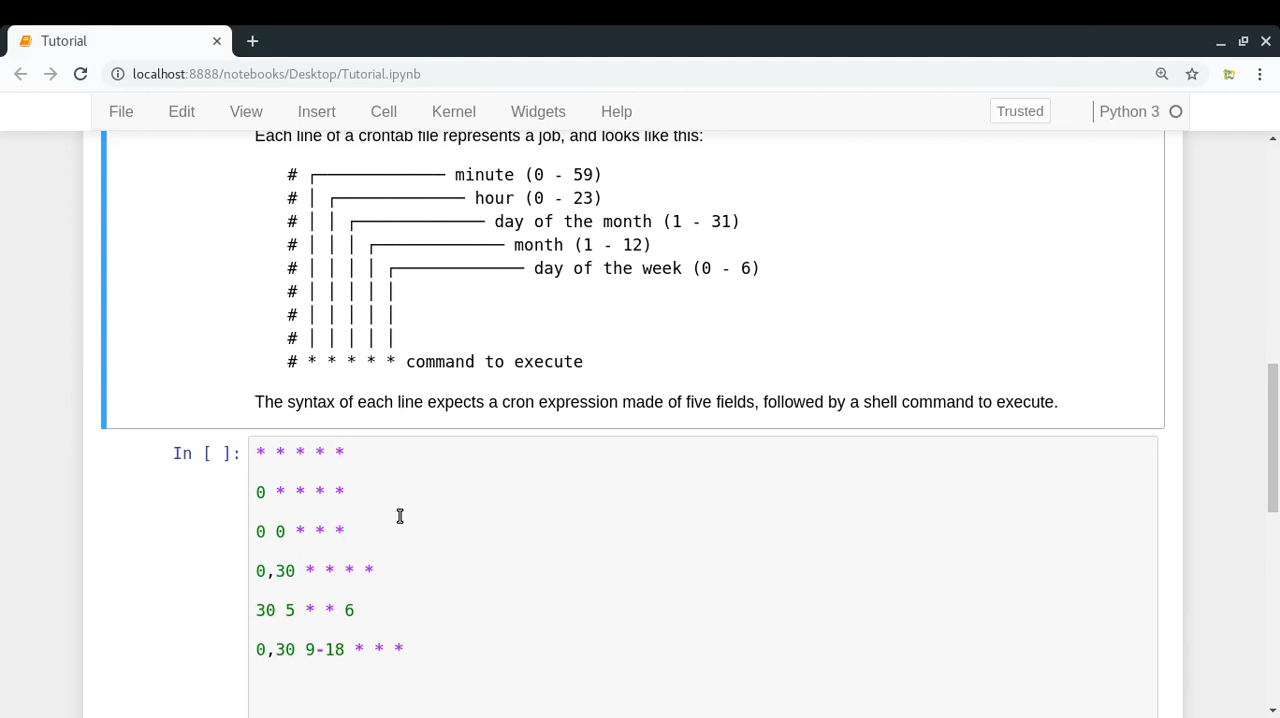 Tutorial
localhost:8888/notebooks/Desktop/Tutorial.ipynb
File Edit View Insert Cell Kernel Widgets Help Trusted Python 3
Each line of a crontab file represents a job, and looks like this:
# ┌───────────── minute (0 - 59)
# │ ┌───────────── hour (0 - 23)
# │ │ ┌───────────── day of the month (1 - 31)
# │ │ │ ┌───────────── month (1 - 12)
# │ │ │ │ ┌───────────── day of the week (0 - 6)
# │ │ │ │ │
# │ │ │ │ │
# │ │ │ │ │
# * * * * * command to execute
The syntax of each line expects a cron expression made of five fields, followed by a shell command to execute.
In [ ]: * * * * *
0 * * * *
0 0 * * *
0,30 * * * *
30 5 * * 6
0,30 9-18 * * *